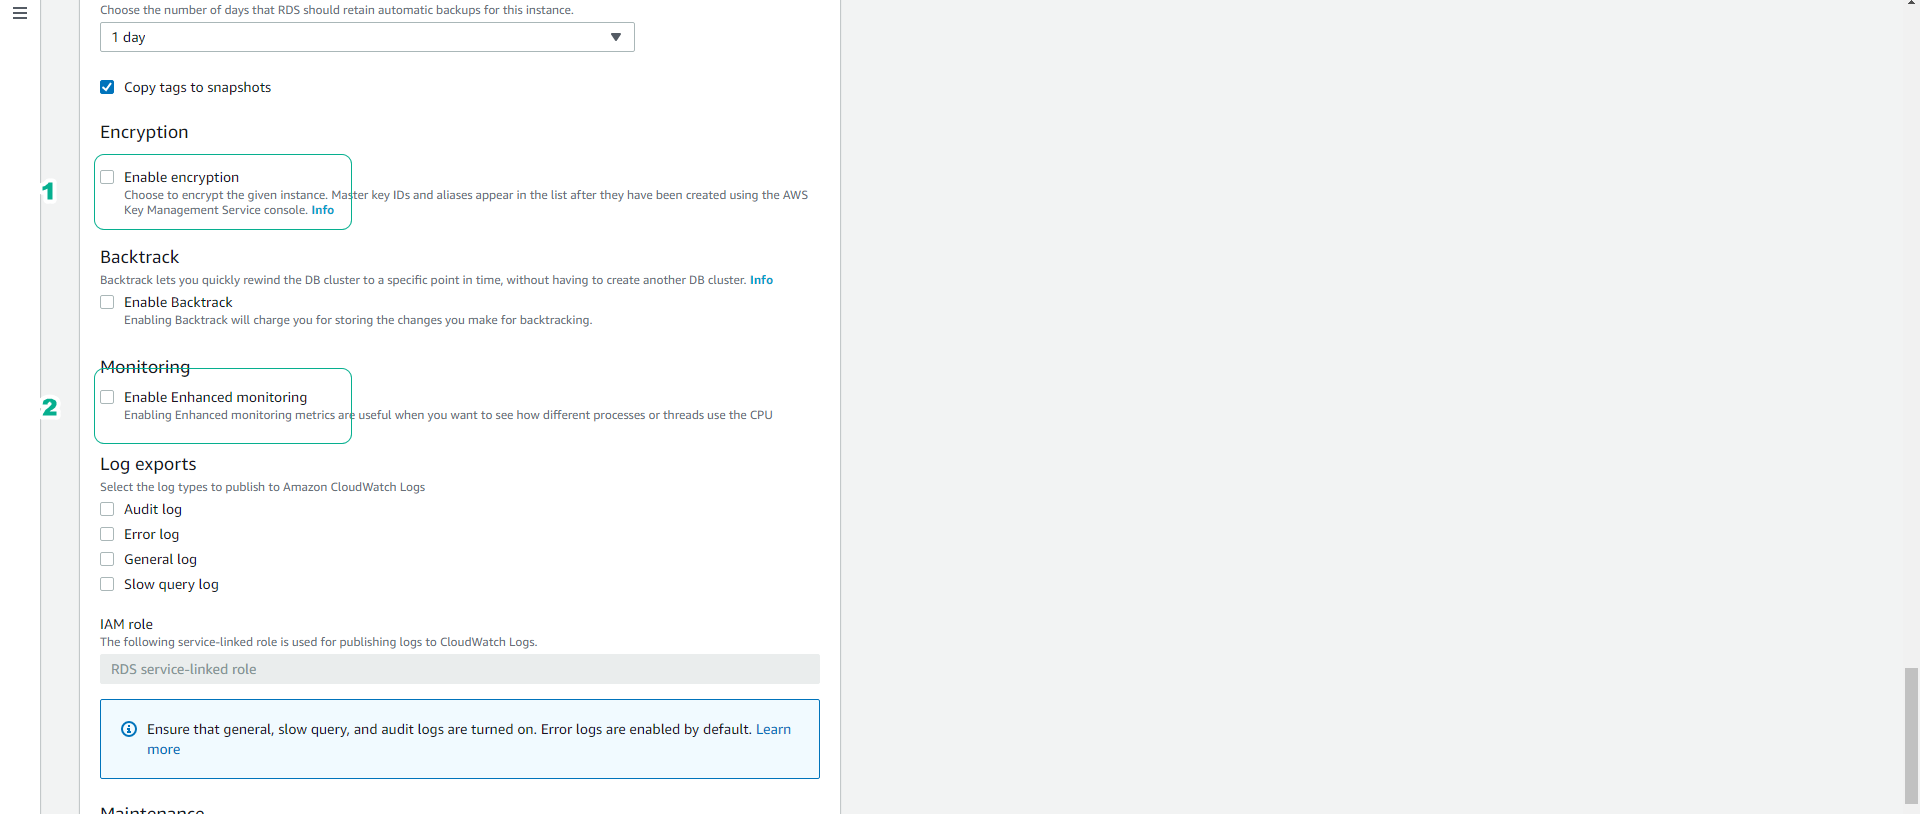 Choose the number of days that RDS should retain automatic backups for this instance.
1 day
Copy tags to snapshots
Encryption
1
Enable encryption
Choose to encrypt the given instance. Master key IDs and aliases appear in the list after they have been created using the AWS
Key Management Service console. Info
Backtrack
Backtrack lets you quickly rewind the DB cluster to a specific point in time, without having to create another DB cluster. Info
Enable Backtrack
Enabling Backtrack will charge you for storing the changes you make for backtracking.
Monitoring
2
Enable Enhanced monitoring
Enabling Enhanced monitoring metrics are useful when you want to see how different processes or threads use the CPU
Log exports
Select the log types to publish to Amazon CloudWatch Logs
Audit log
Error log
General log
Slow query log
IAM role
The following service-linked role is used for publishing logs to CloudWatch Logs.
RDS service-linked role
Ensure that general, slow query, and audit logs are turned on. Error logs are enabled by default. Learn
more
Maintenance